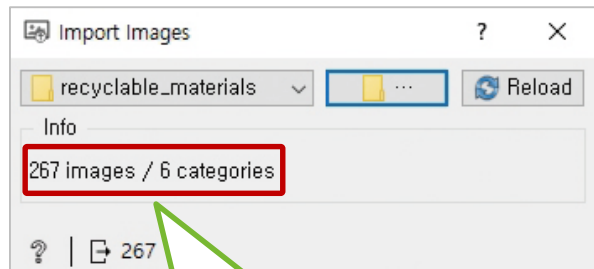 Import Images ?
recyclable_materials ... Reload
Info
267 images / 6 categories
? 267